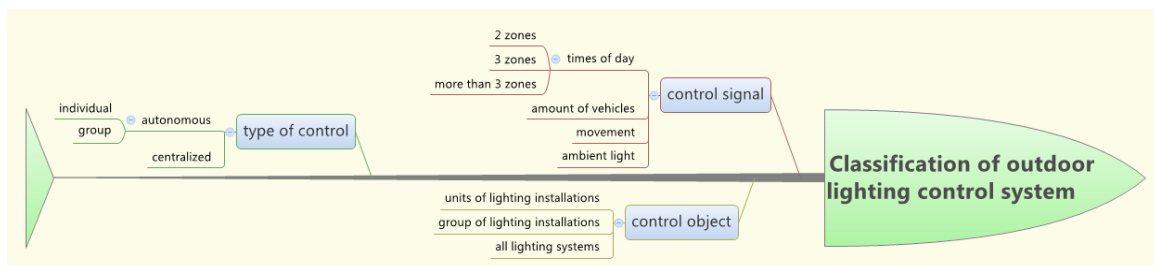 2 zones
3 zones
more than 3 zones
times of day
amount of vehicles
movement
ambient light
control signal
individual
group
autonomous
centralized
type of control
Classification of outdoor
lighting control system
units of lighting installations
group of lighting installations
all lighting systems
control object